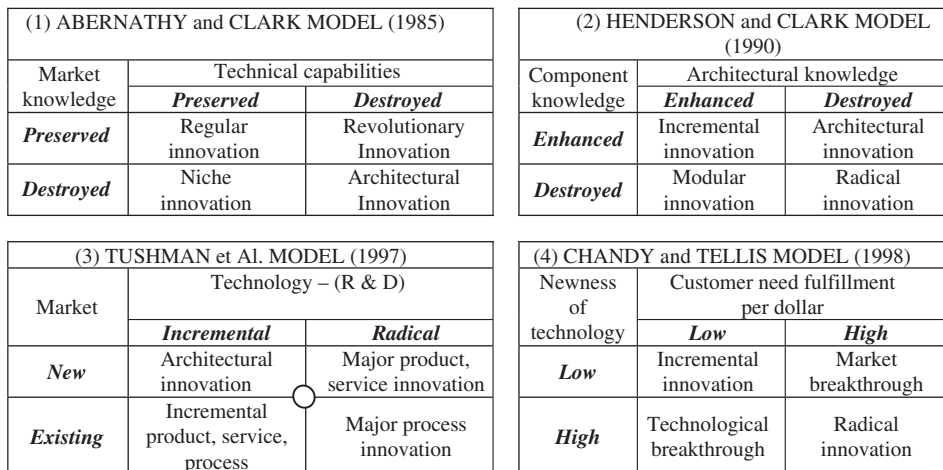 (1) ABERNATHY and CLARK MODEL (1985)
Market
knowledge
Technical capabilities
Preserved
Destroyed
Preserved
Regular
innovation
Revolutionary
Innovation
Destroyed
Niche
innovation
Architectural
Innovation
(2) HENDERSON and CLARK MODEL
(1990)
Component
knowledge
Architectural knowledge
Enhanced
Destroyed
Enhanced
Incremental
innovation
Architectural
innovation
Destroyed
Modular
innovation
Radical
innovation
(3) TUSHMAN et Al. MODEL (1997)
Market
Technology – (R & D)
Incremental
Radical
New
Architectural
innovation
Major product,
service innovation
Existing
Incremental
product, service,
process
Major process
innovation
(4) CHANDY and TELLIS MODEL (1998)
Newness
of
technology
Customer need fulfillment
per dollar
Low
High
Low
Incremental
innovation
Market
breakthrough
High
Technological
breakthrough
Radical
innovation